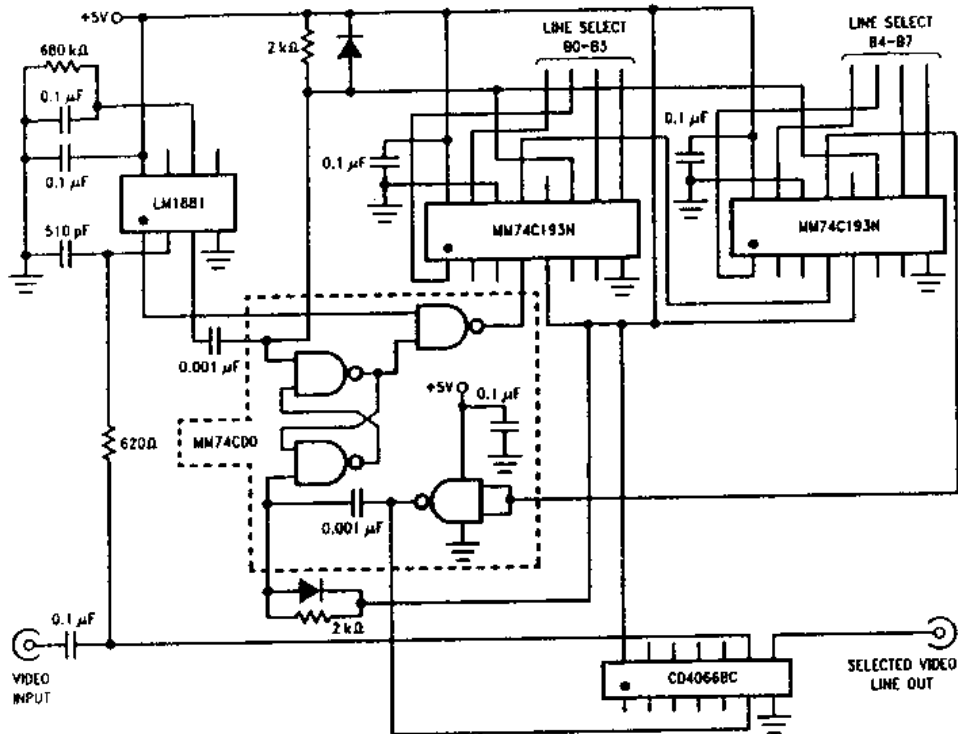 +5V
680 kΩ
0.1 µF
0.1 µF
LM1881
510 pF
2 kΩ
LINE SELECT
B0-B3
LINE SELECT
B4-B7
0.1 µF
0.1 µF
MM74C193N
MM74C193N
0.001 µF
+5V
0.1 µF
MM74C00
620Ω
0.001 µF
2 kΩ
0.1 µF
VIDEO
INPUT
CD4066BC
SELECTED VIDEO
LINE OUT